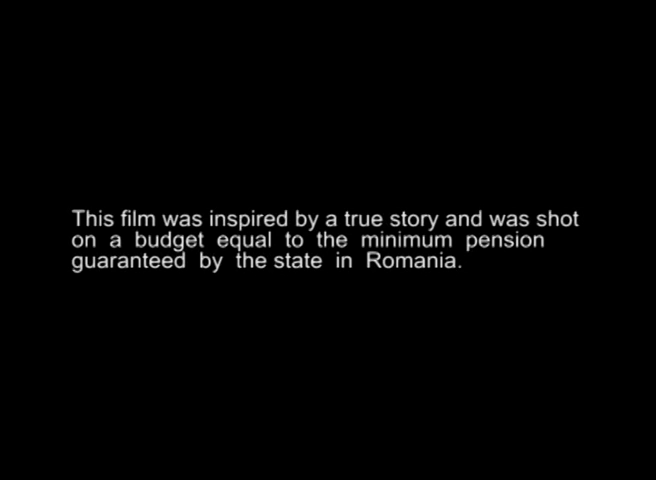 This film was inspired by a true story and was shot
on a budget equal to the minimum pension
guaranteed by the state in Romania.